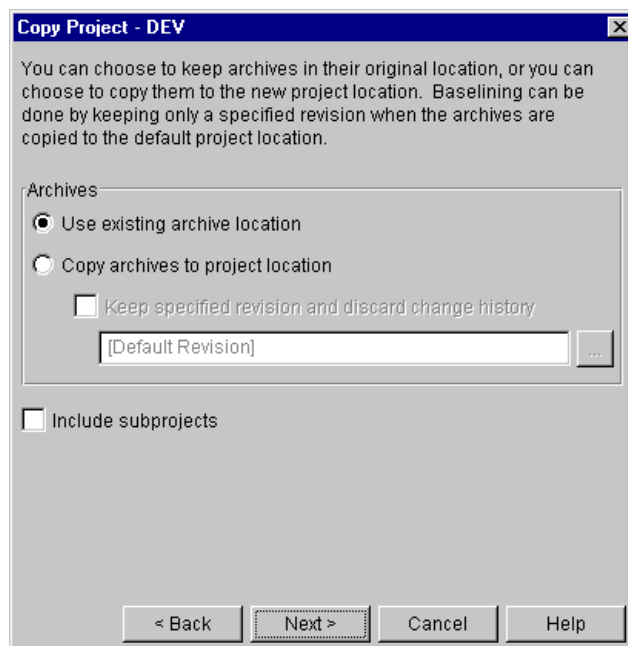 Copy Project - DEV
You can choose to keep archives in their original location, or you can
choose to copy them to the new project location.  Baselining can be
done by keeping only a specified revision when the archives are
copied to the default project location.
Archives
Use existing archive location
Copy archives to project location
Keep specified revision and discard change history
[Default Revision]
...
Include subprojects
< Back
Next >
Cancel
Help